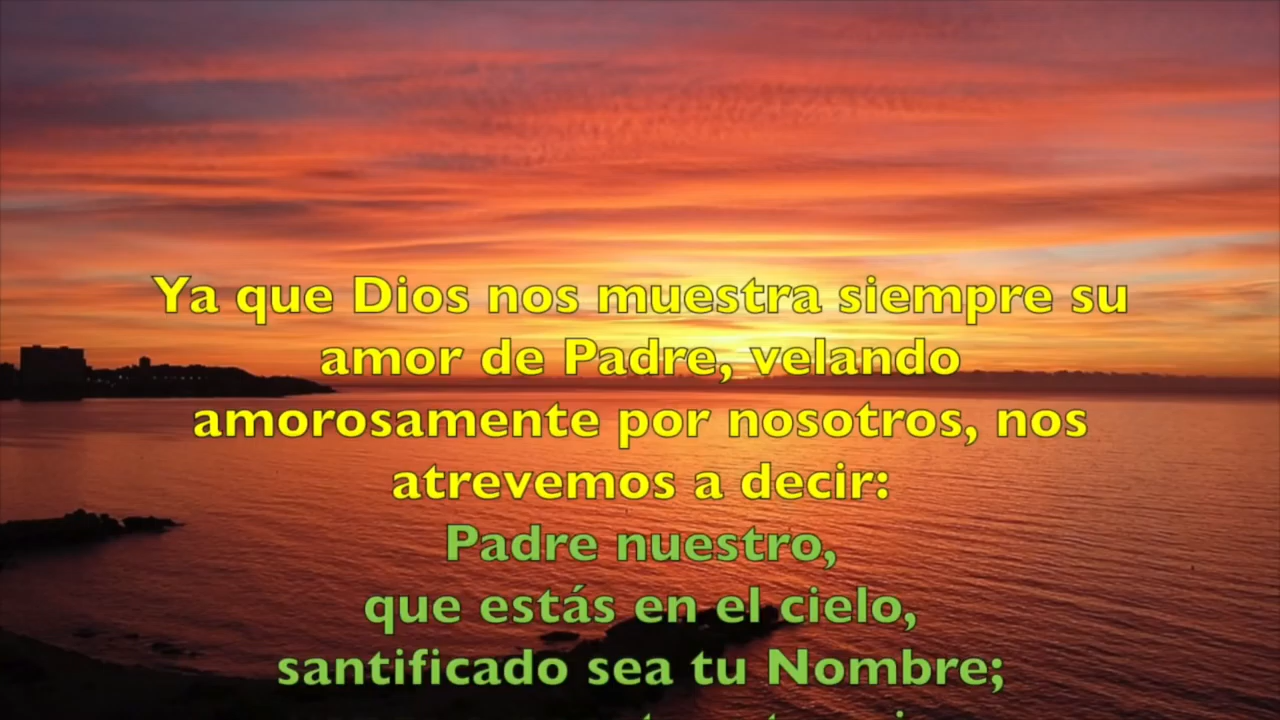 Ya que Dios nos muestra siempre su
amor de Padre, velando
amorosamente por nosotros, nos
atrevemos a decir:
Padre nuestro,
que estás en el cielo,
santificado sea tu Nombre;